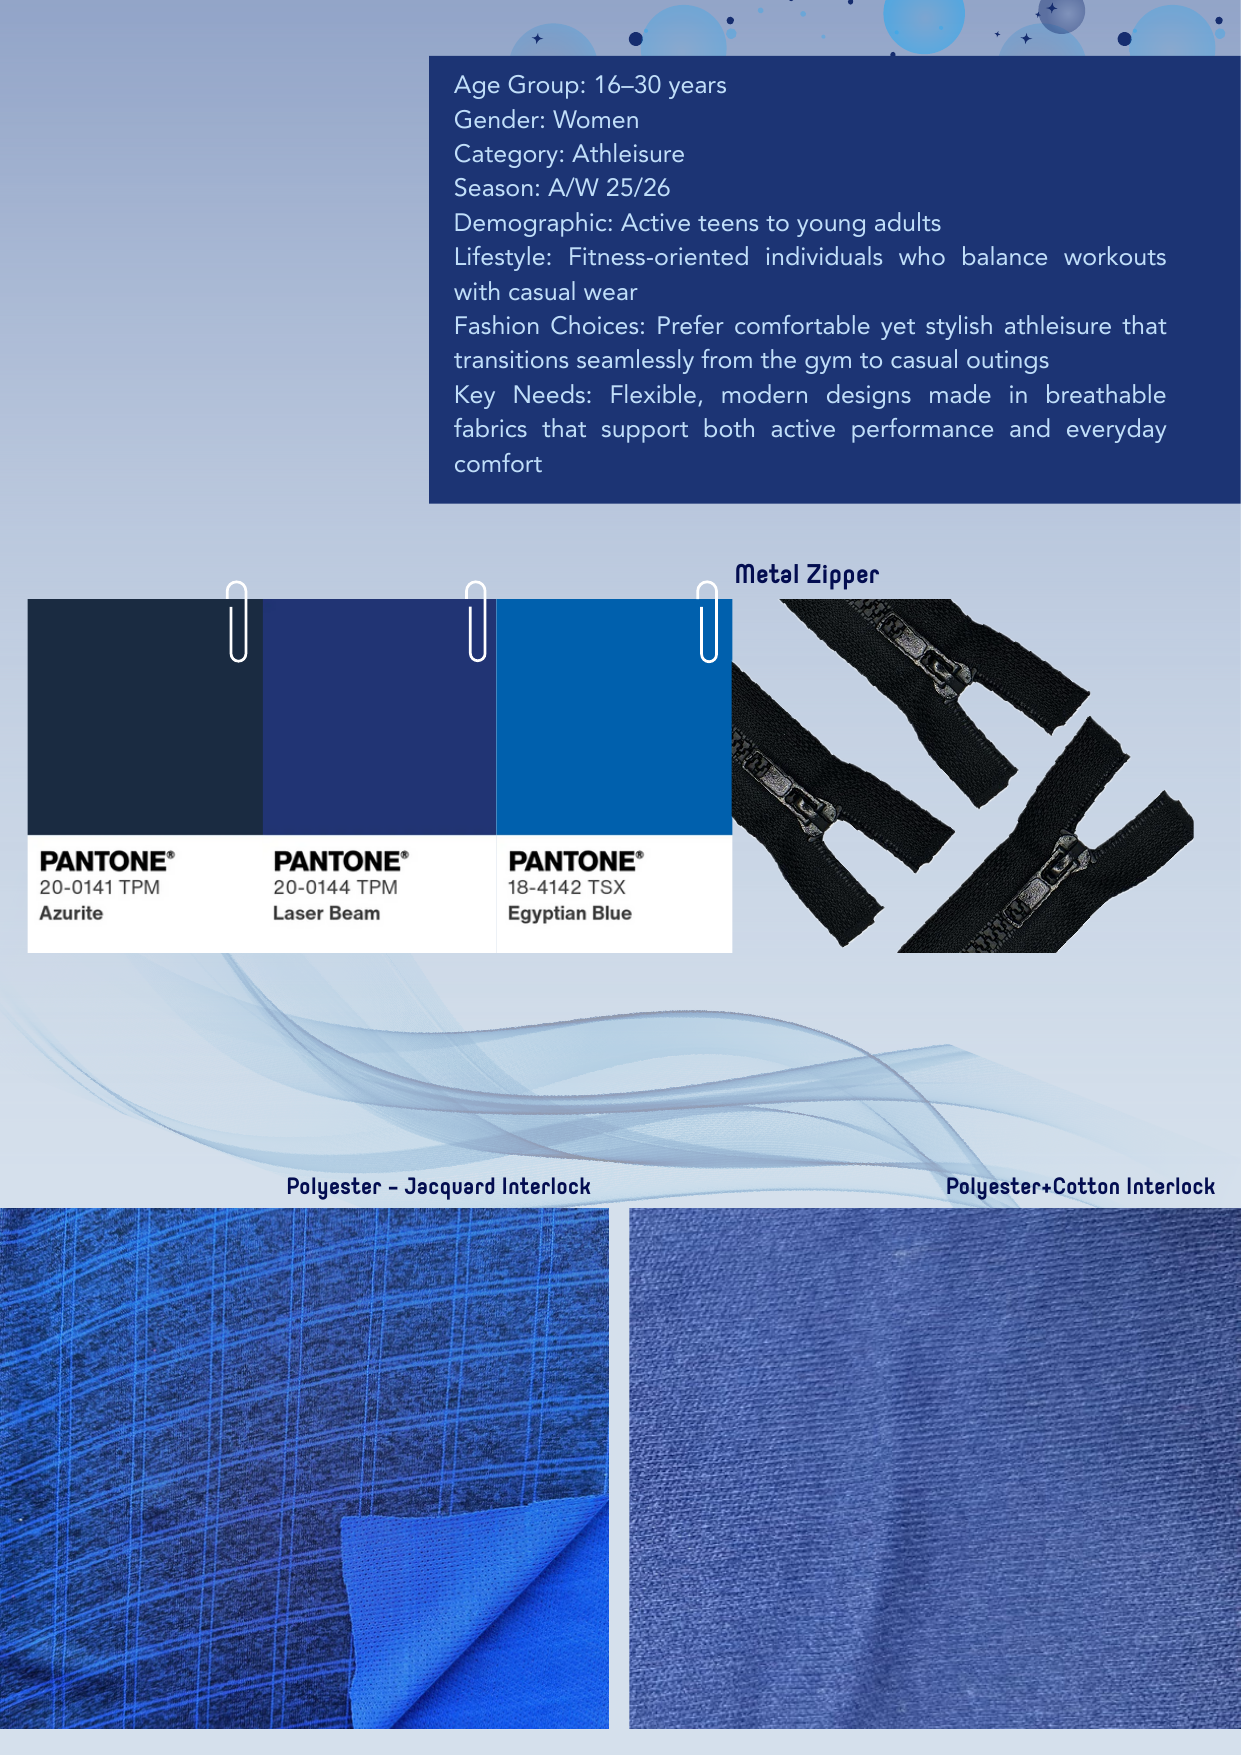 Age Group: 16–30 years
Gender: Women
Category: Athleisure
Season: A/W 25/26
Demographic: Active teens to young adults
Lifestyle: Fitness-oriented individuals who balance workouts
with casual wear
Fashion Choices: Prefer comfortable yet stylish athleisure that
transitions seamlessly from the gym to casual outings
Key Needs: Flexible, modern designs made in breathable
fabrics that support both active performance and everyday
comfort
Metal Zipper
PANTONE®
20-0141 TPM
Azurite
PANTONE®
20-0144 TPM
Laser Beam
PANTONE®
18-4142 TSX
Egyptian Blue
Polyester - Jacquard Interlock
Polyester+Cotton Interlock